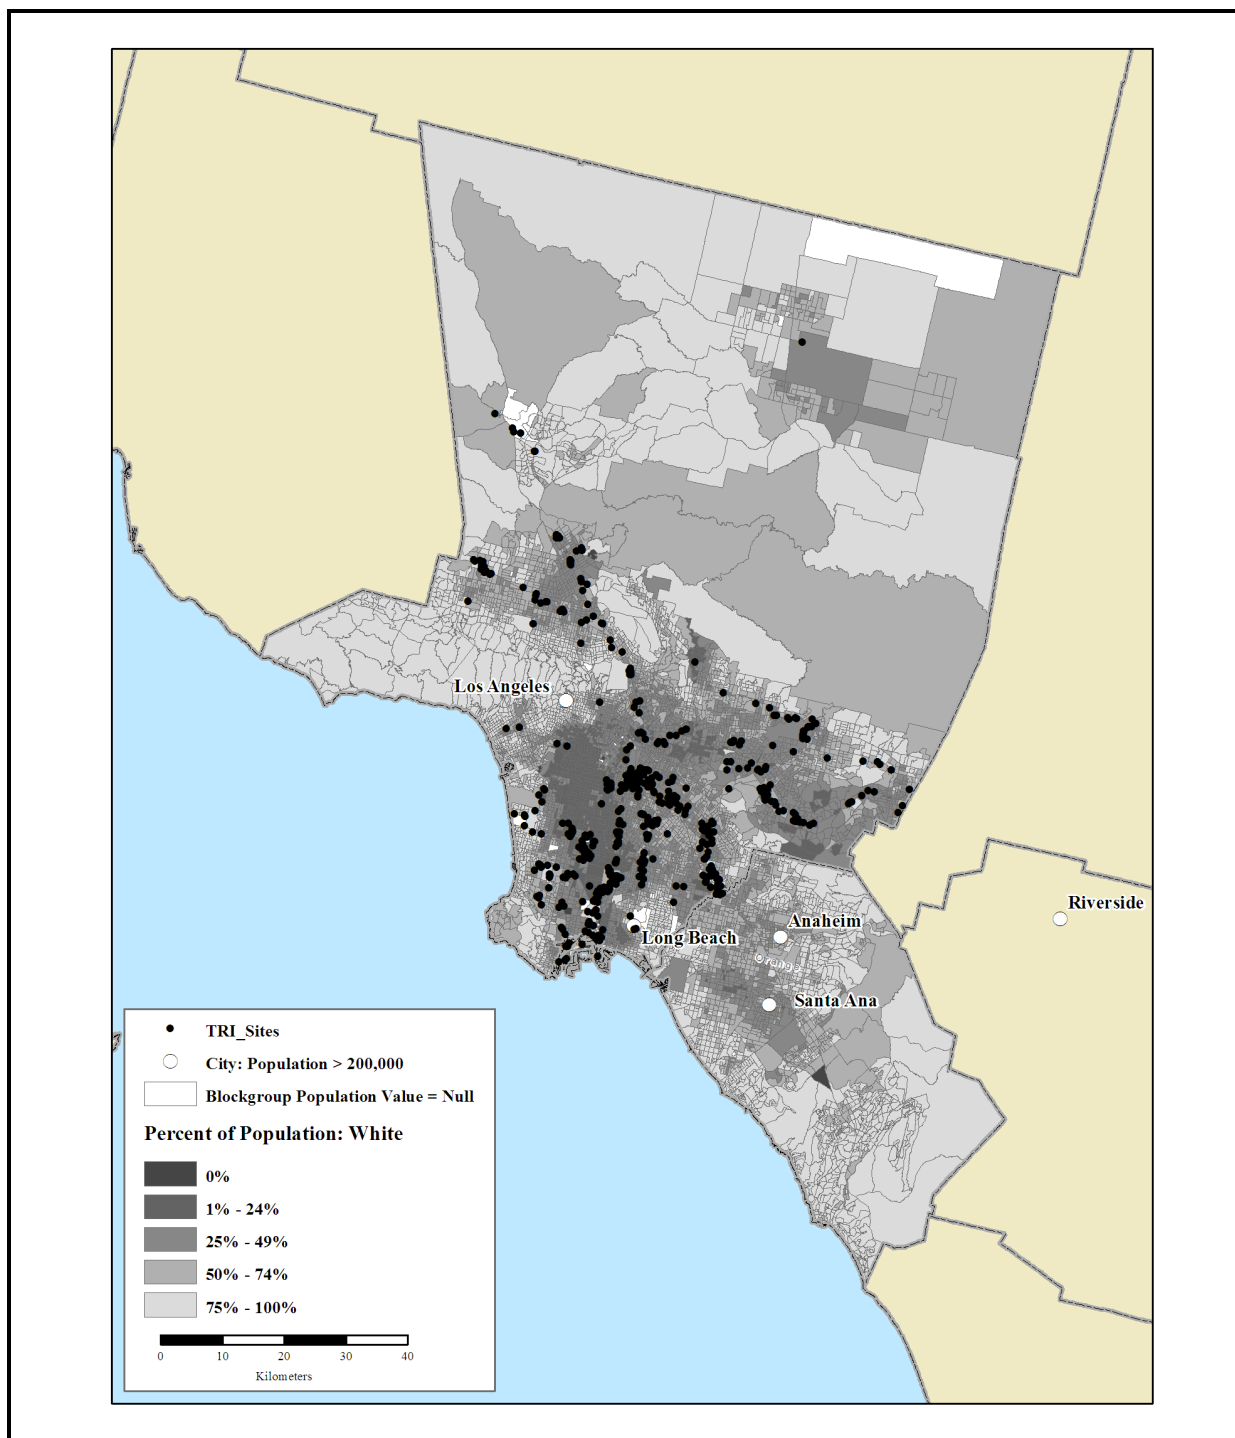 Los Angeles
Riverside
Anaheim
Long Beach
Orange
Santa Ana
TRI_Sites
City: Population > 200,000
Blockgroup Population Value = Null
Percent of Population: White
0%
1% - 24%
25% - 49%
50% - 74%
75% - 100%
0 10 20 30 40
Kilometers